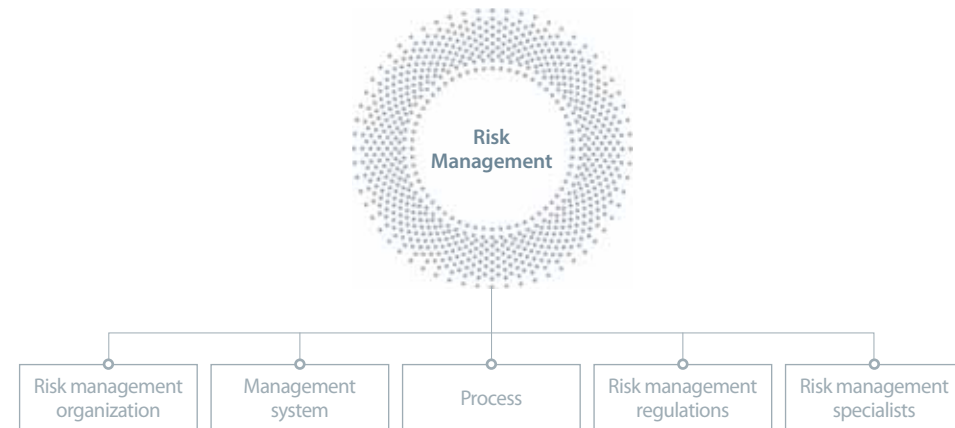 Risk
Management
Risk management
organization
Management
system
Process
Risk management
regulations
Risk management
specialists